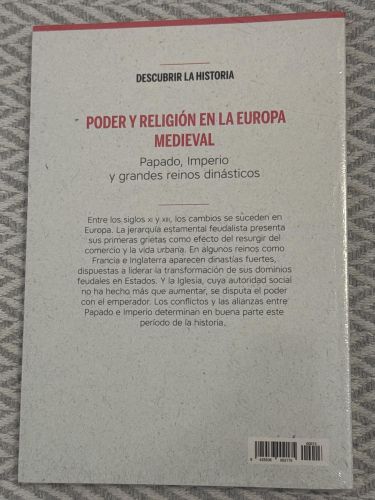 DESCUBRIR LA HISTORIA
PODER Y RELIGIÓN EN LA EUROPA
MEDIEVAL
Papado, Imperio
y grandes reinos dinásticos
Entre los siglos XI y XIII, los cambios se suceden en
Europa. La jerarquía estamental feudalista presenta
sus primeras grietas como efecto del resurgir del
comercio y la vida urbana. En algunos reinos como
Francia e Inglaterra aparecen dinastías fuertes,
dispuestas a liderar la transformación de sus dominios
feudales en Estados. Y la Iglesia, cuya autoridad social
no ha hecho más que aumentar, se disputa el poder
con el emperador. Los conflictos y las alianzas entre
Papado e Imperio determinan en buena parte este
período de la historia.